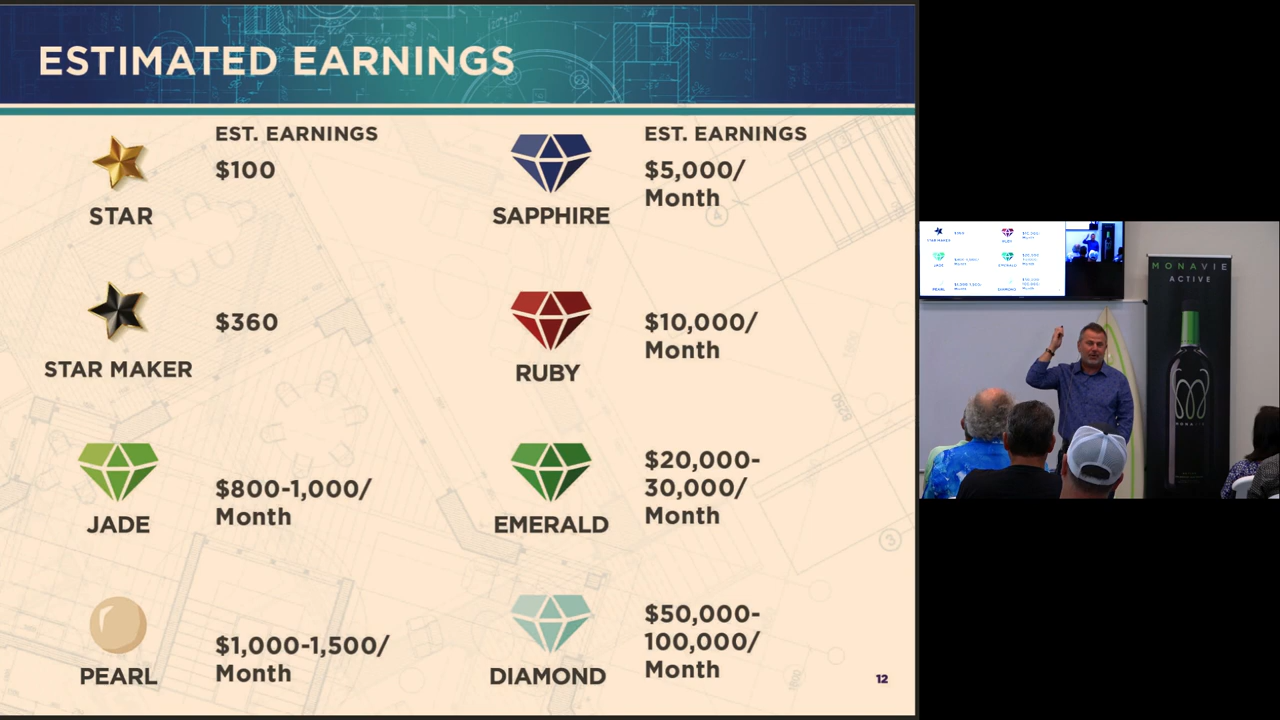 ESTIMATED EARNINGS
EST. EARNINGS
$100
STAR
$360
STAR MAKER
$800-1,000/
Month
JADE
$1,000-1,500/
Month
PEARL
EST. EARNINGS
$5,000/
Month
SAPPHIRE
$10,000/
Month
RUBY
$20,000-
30,000/
Month
EMERALD
$50,000-
100,000/
Month
DIAMOND
12
MONAVIE
ACTIVE